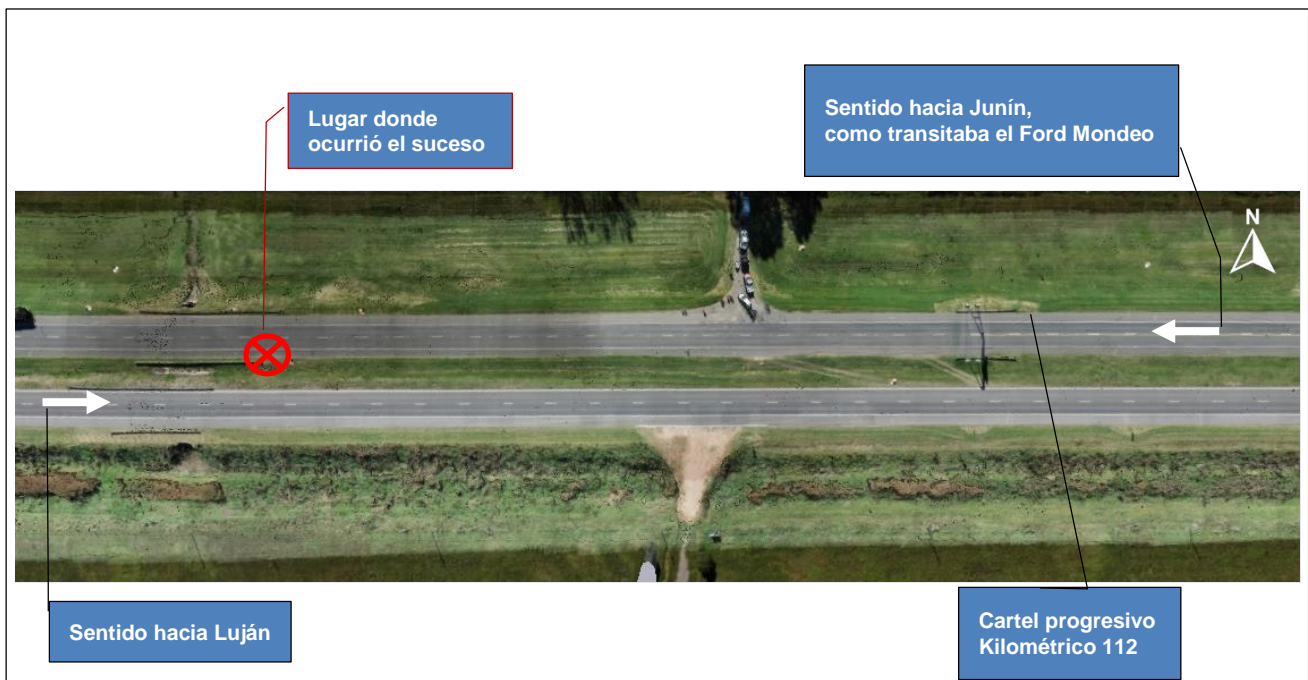 Lugar donde
ocurrió el suceso
Sentido hacia Junín,
como transitaba el Ford Mondeo
N
Sentido hacia Luján
Cartel progresivo
Kilométrico 112